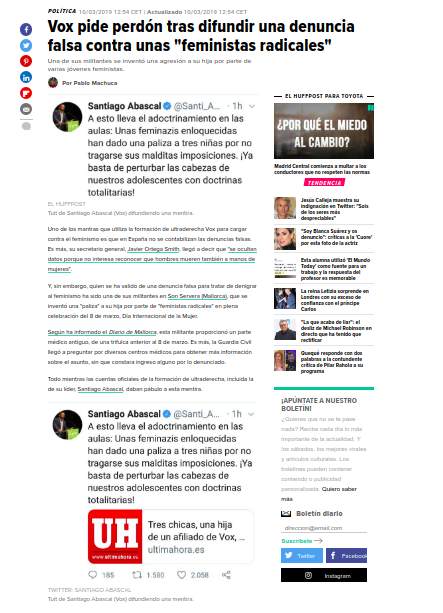 POLÍTICA 10/03/2019 12:54 CET | Actualizado 10/03/2019 12:54 CET
Vox pide perdón tras difundir una denuncia
falsa contra unas "feministas radicales"
Una de sus militantes se inventó una agresión a su hija por parte de
varias jóvenes feministas.
By Pablo Machuca
Santiago Abascal @Santi_A... · 1h
A esto lleva el adoctrinamiento en las
aulas: Unas feminazis enloquecidas
han dado una paliza a tres niñas por no
tragarse sus malditas imposiciones. ¡Ya
basta de perturbar las cabezas de
nuestros adolescentes con doctrinas
totalitarias!
EL HUFFPOST
Tuit de Santiago Abascal (Vox) difundiendo una mentira.
Uno de los mantras que utiliza la formación de ultraderecha Vox para cargar
contra el feminismo es que en España no se contabilizan las denuncias falsas.
Es más, su secretario general, Javier Ortega Smith, llegó a decir que "se ocultan
datos porque no interesa reconocer que hombres mueren también a manos de
mujeres".
Y, sin embargo, quien se ha valido de una denuncia falsa para tratar de denigrar
al feminismo ha sido una de sus militantes en Son Servera (Mallorca), que se
inventó una "paliza" a su hija por parte de "feministas radicales" en plena
celebración del 8 de marzo, Día Internacional de la Mujer.
Según ha informado el Diario de Mallorca, esta militante proporcionó un parte
médico antiguo, de una trifulca anterior al 8 de marzo. Es más, la Guardia Civil
llegó a preguntar por diversos centros médicos para obtener más información
sobre el asunto, sin que constara ingreso alguno por lo denunciado.
Todo mientras las cuentas oficiales de la formación de ultraderecha, incluida la
de su líder, Santiago Abascal, daban pábulo a esta mentira.
Santiago Abascal @Santi_A... · 1h
A esto lleva el adoctrinamiento en las
aulas: Unas feminazis enloquecidas
han dado una paliza a tres niñas por no
tragarse sus malditas imposiciones. ¡Ya
basta de perturbar las cabezas de
nuestros adolescentes con doctrinas
totalitarias!
UH
www.ultimahora.es
Tres chicas, una hija
de un afiliado de Vox, ...
ultimahora.es
185 1.580 2.058
TWITTER: SANTIAGO ABASCAL
Tuit de Santiago Abascal (Vox) difundiendo una mentira.
EL HUFFPOST PARA TOYOTA
¿POR QUÉ EL MIEDO
AL CAMBIO?
Madrid Central comienza a multar a los
conductores que no respeten las normas
TENDENCIA
Jesús Calleja muestra su
indignación en Twitter: "Sois
de los seres más
despreciables"
"Soy Blanca Suárez y os
denuncio": críticas a la 'Cuore'
por esta foto de la actriz
Esta alumna utilizó 'El Mundo
Today' como fuente para un
trabajo y la respuesta del
profesor es memorable
La reina Letizia sorprende en
Londres con su exceso de
confianza con el príncipe
Carlos
"La que acaba de liar": el
desliz de Michael Robinson en
directo que ha tenido que
rectificar
Quequé responde con dos
palabras a la contundente
crítica de Pilar Rahola a su
programa
¡APÚNTATE A NUESTRO
BOLETÍN!
¿Quieres que no se te pase
nada? Recibe cada día lo más
importante de la actualidad. Y
los sábados, los mejores virales
y artículos culturales. Los
boletines pueden contener
contenido o publicidad
personalizada. Quiero saber
más
Boletín diario
direccion@email.com
Suscríbete
Twitter
Facebook
Instagram